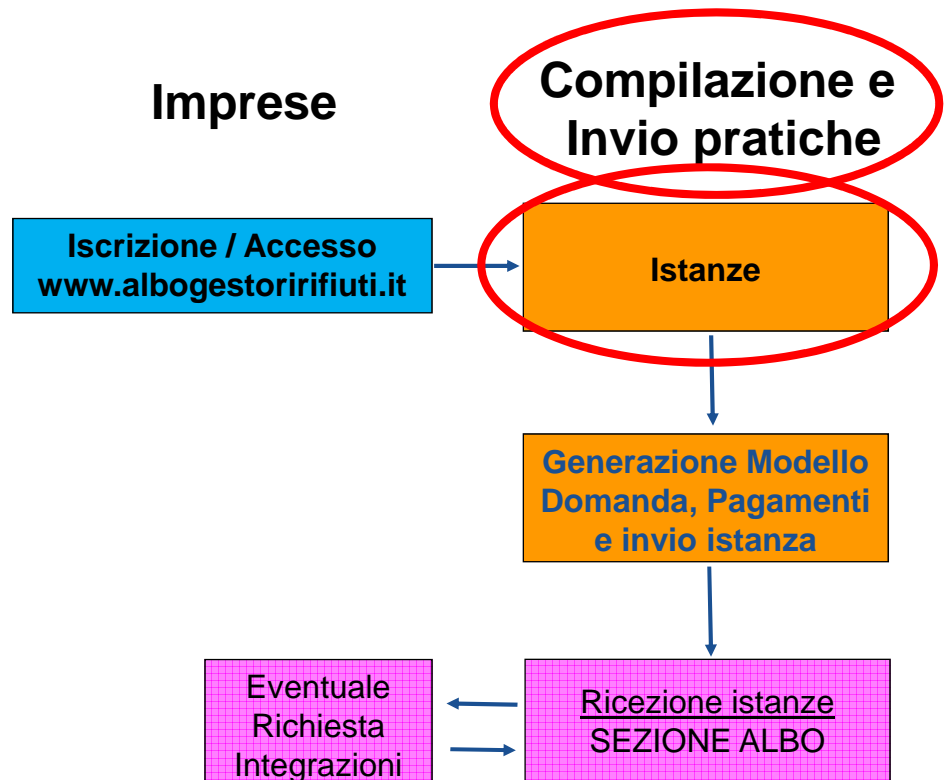 Imprese
Compilazione e
Invio pratiche
Iscrizione / Accesso
www.albogestoririfiuti.it
Istanze
Generazione Modello
Domanda, Pagamenti
e invio istanza
Eventuale
Richiesta
Integrazioni
Ricezione istanze
SEZIONE ALBO